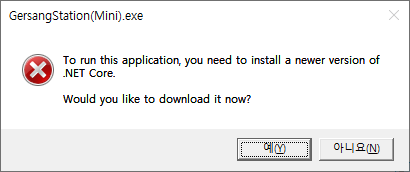 GersangStation(Mini).exe
To run this application, you need to install a newer version of
.NET Core.
Would you like to download it now?
예(Y) 아니요(N)